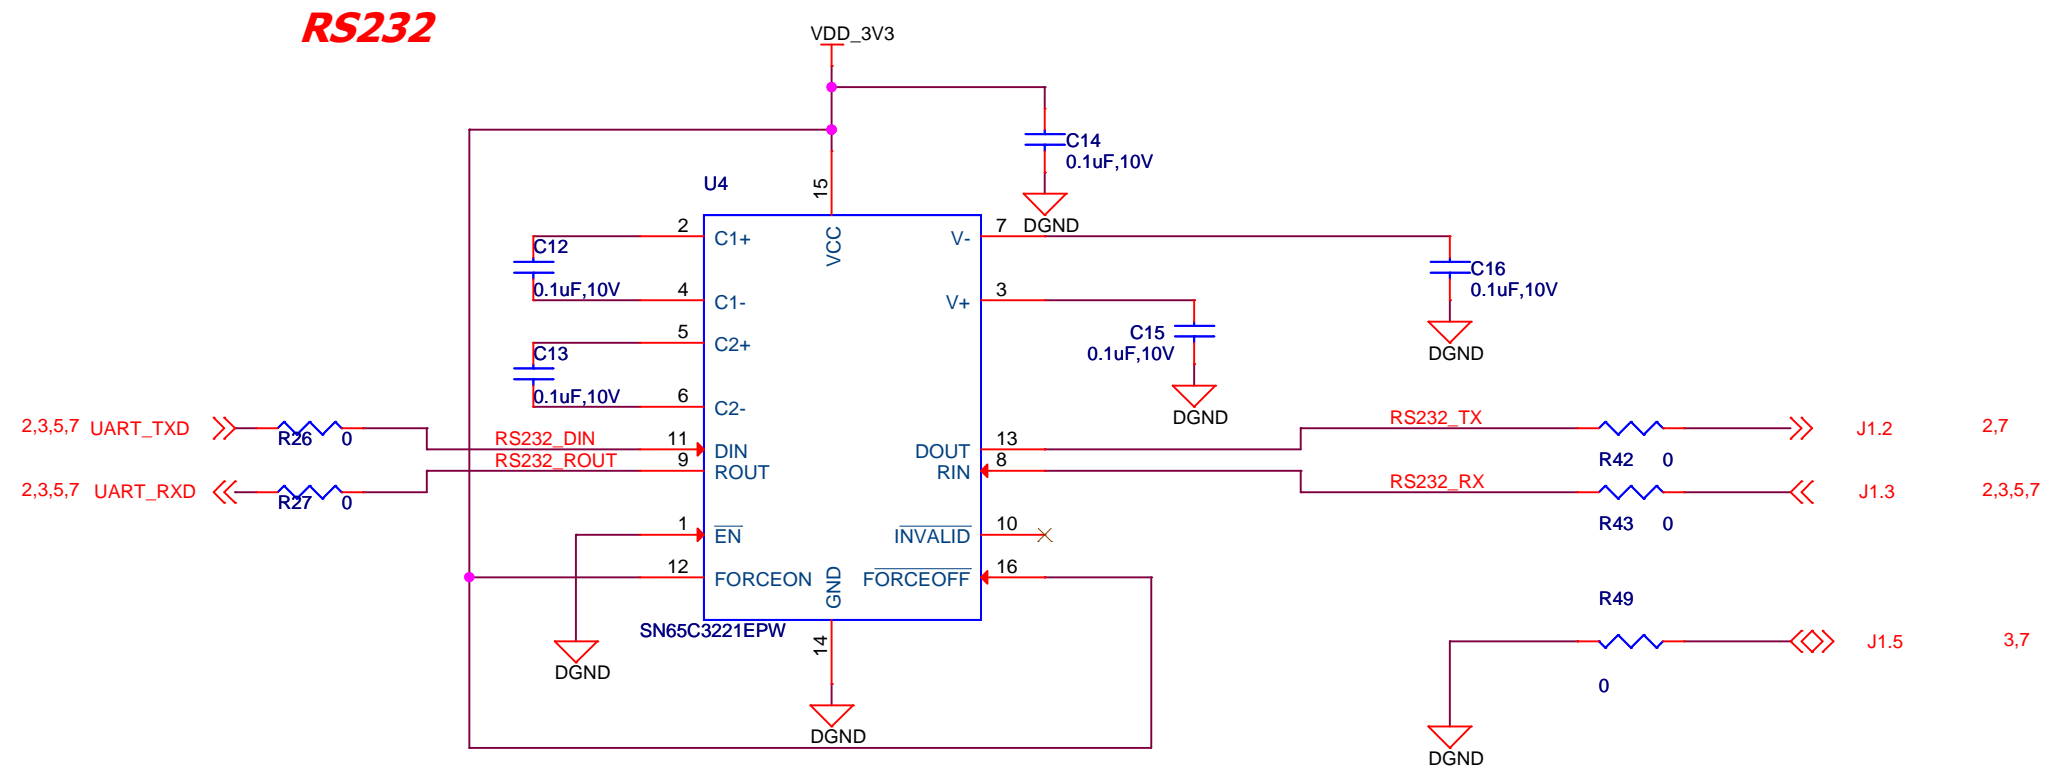 RS232
VDD_3V3
C14
0.1uF,10V
DGND
U4
15
VCC
2
C1+
C12
0.1uF,10V
4
C1-
5
C2+
C13
0.1uF,10V
6
C2-
7
V-
C16
0.1uF,10V
DGND
3
V+
C15
0.1uF,10V
DGND
2,3,5,7 UART_TXD
R26 0
RS232_DIN
11
DIN
RS232_ROUT
9
ROUT
2,3,5,7 UART_RXD
R27 0
13
DOUT
RS232_TX
R42 0
J1.2 2,7
8
RIN
RS232_RX
R43 0
J1.3 2,3,5,7
1
EN
10
INVALID
12
FORCEON
16
FORCEOFF
GND
14
SN65C3221EPW
DGND
DGND
R49
0
J1.5 3,7
DGND